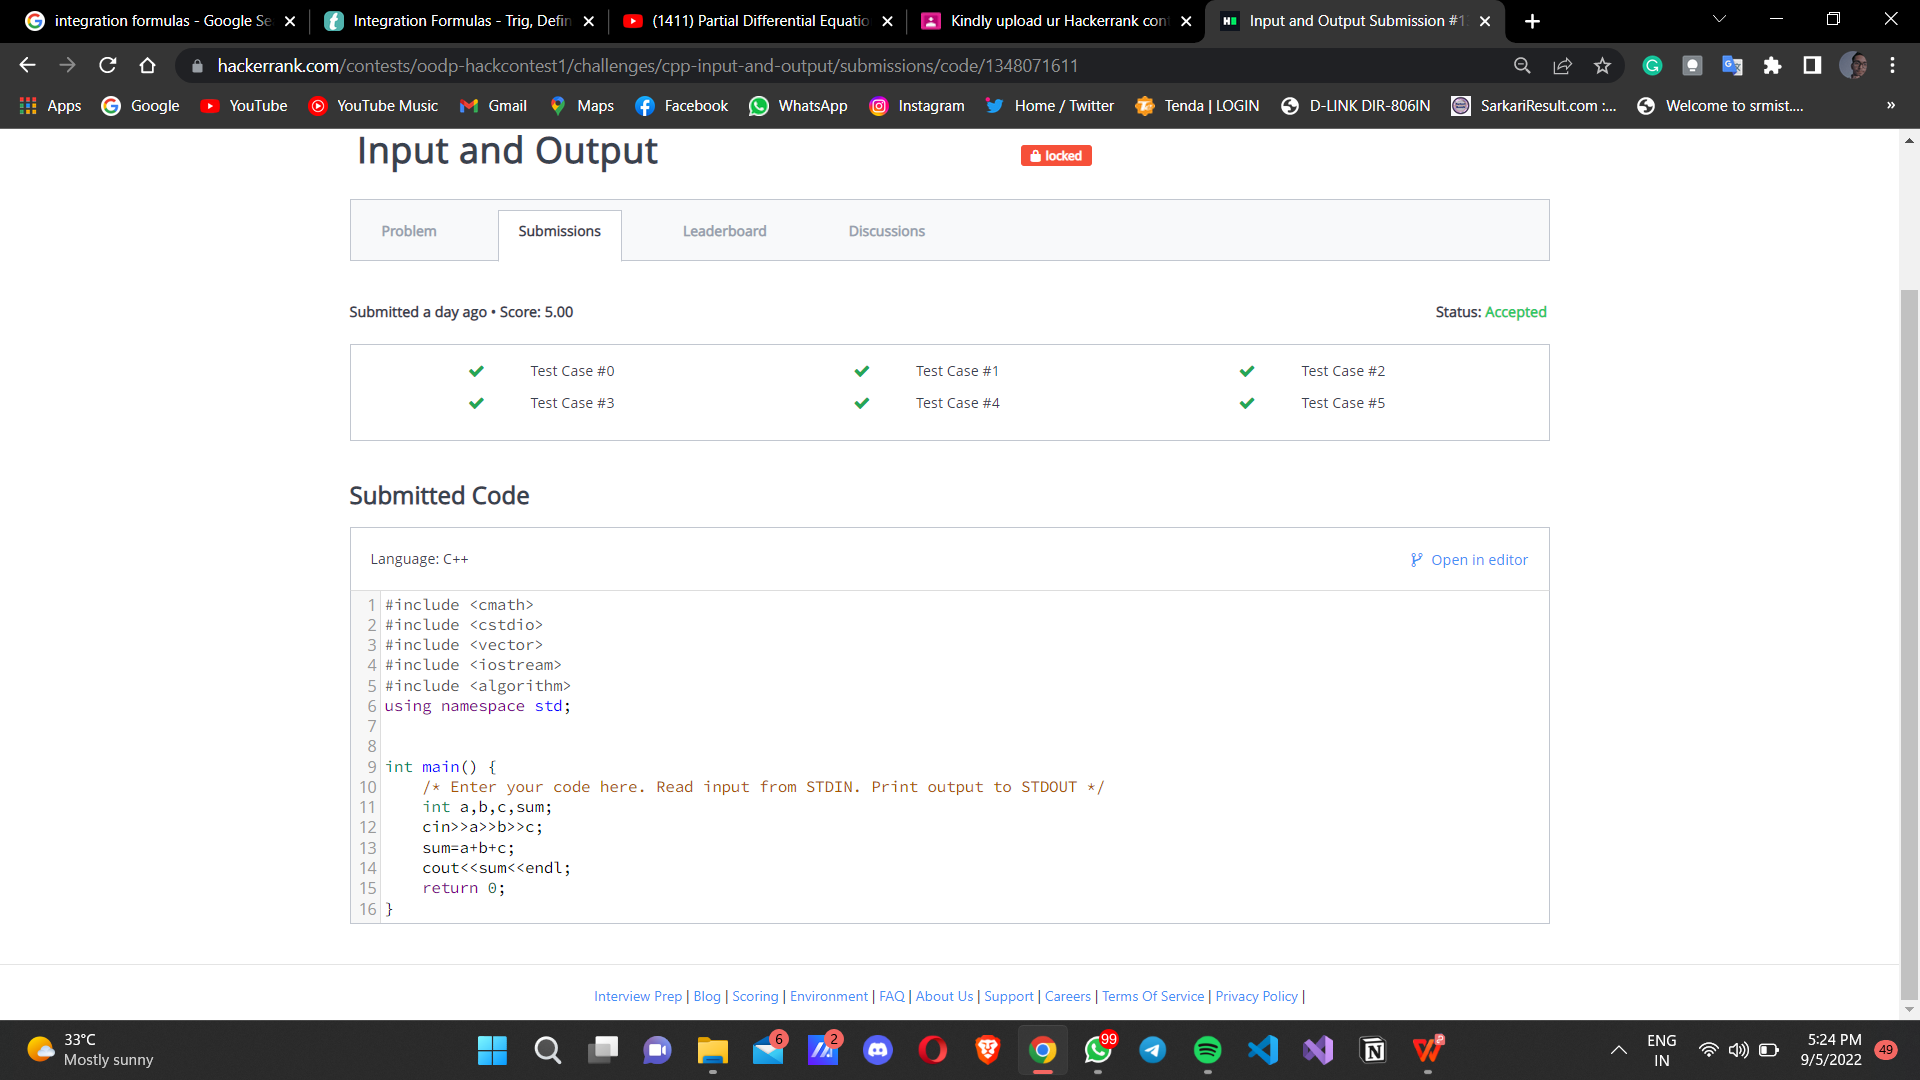 integration formulas - Google Se
Integration Formulas - Trig, Defin
(1411) Partial Differential Equatio
Kindly upload ur Hackerrank con
Input and Output Submission #1
hackerrank.com/contests/oodp-hackcontest1/challenges/cpp-input-and-output/submissions/code/1348071611
Apps
Google
YouTube
YouTube Music
Gmail
Maps
Facebook
WhatsApp
Instagram
Home / Twitter
Tenda | LOGIN
D-LINK DIR-806IN
SarkariResult.com :...
Welcome to srmist....
»
Input and Output
locked
Problem
Submissions
Leaderboard
Discussions
Submitted a day ago • Score: 5.00
Status: Accepted
Test Case #0
Test Case #1
Test Case #2
Test Case #3
Test Case #4
Test Case #5
Submitted Code
Language: C++
Open in editor
1 #include <cmath>
2 #include <cstdio>
3 #include <vector>
4 #include <iostream>
5 #include <algorithm>
6 using namespace std;
7
8
9 int main() {
10 /* Enter your code here. Read input from STDIN. Print output to STDOUT */
11 int a,b,c,sum;
12 cin>>a>>b>>c;
13 sum=a+b+c;
14 cout<<sum<<endl;
15 return 0;
16 }
Interview Prep | Blog | Scoring | Environment | FAQ | About Us | Support | Careers | Terms Of Service | Privacy Policy |
33°C
Mostly sunny
6
2
99
ENG
IN
5:24 PM
9/5/2022
49